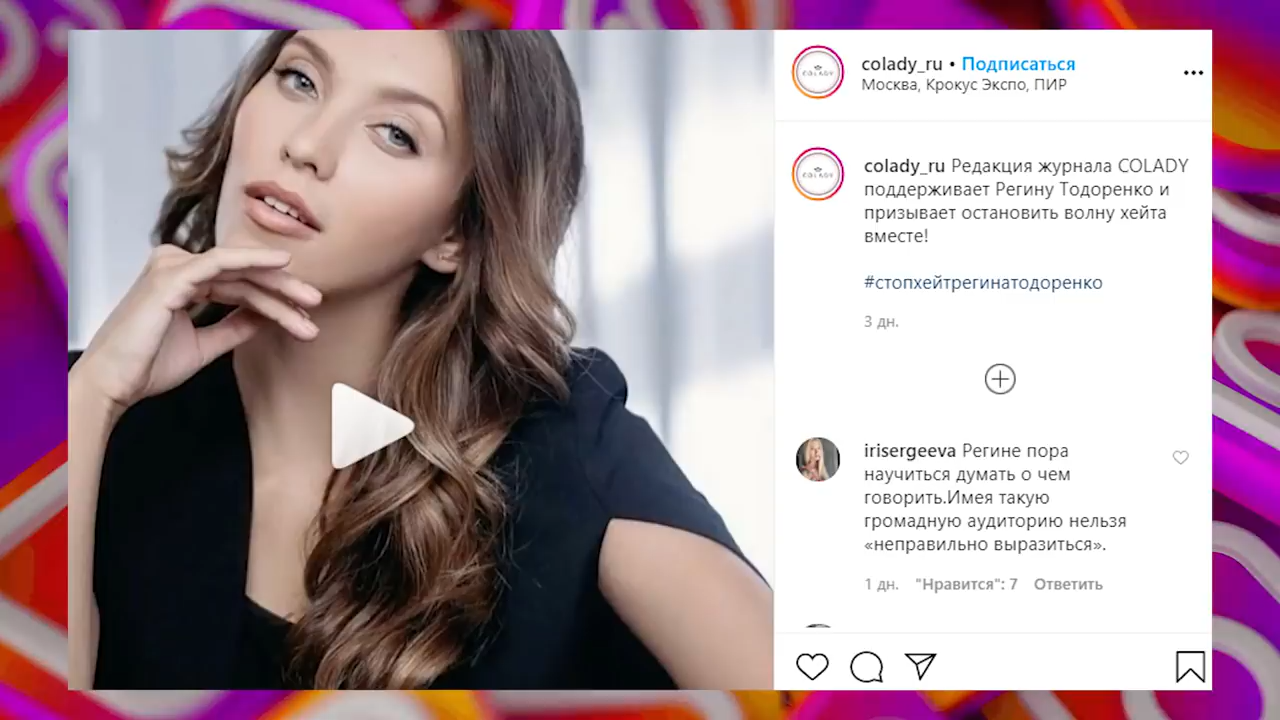 colady_ru • Подписаться
Москва, Крокус Экспо, ПИР
COLADY
colady_ru Редакция журнала COLADY
поддерживает Регину Тодоренко и
призывает остановить волну хейта
вместе!
#стопхейтрегинатодоренко
3 дн.
irisergeeva Регине пора
научиться думать о чем
говорить.Имея такую
громадную аудиторию нельзя
«неправильно выразиться».
1 дн. "Нравится": 7 Ответить